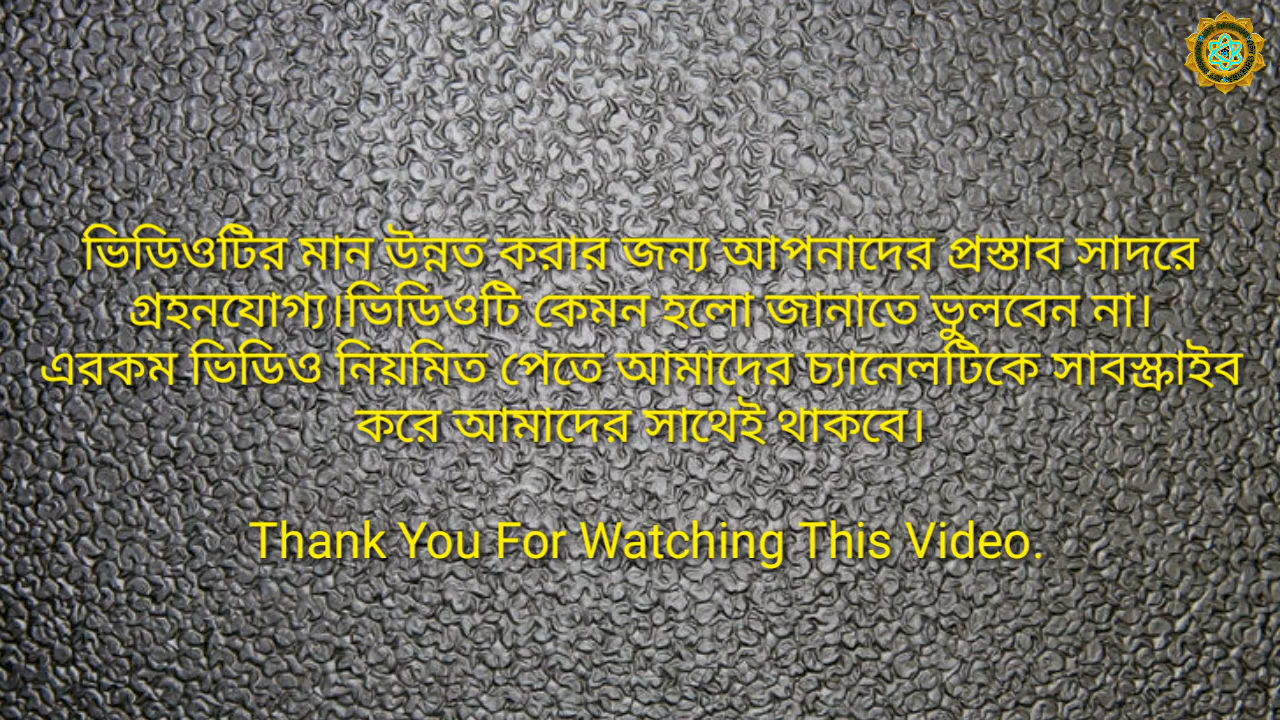 ভিডিওটির মান উন্নত করার জন্য আপনাদের প্রস্তাব সাদরে
গ্রহনযোগ্য।ভিডিওটি কেমন হলো জানাতে ভুলবেন না।
এরকম ভিডিও নিয়মিত পেতে আমাদের চ্যানেলটিকে সাবস্ক্রাইব
করে আমাদের সাথেই থাকবে।
Thank You For Watching This Video.